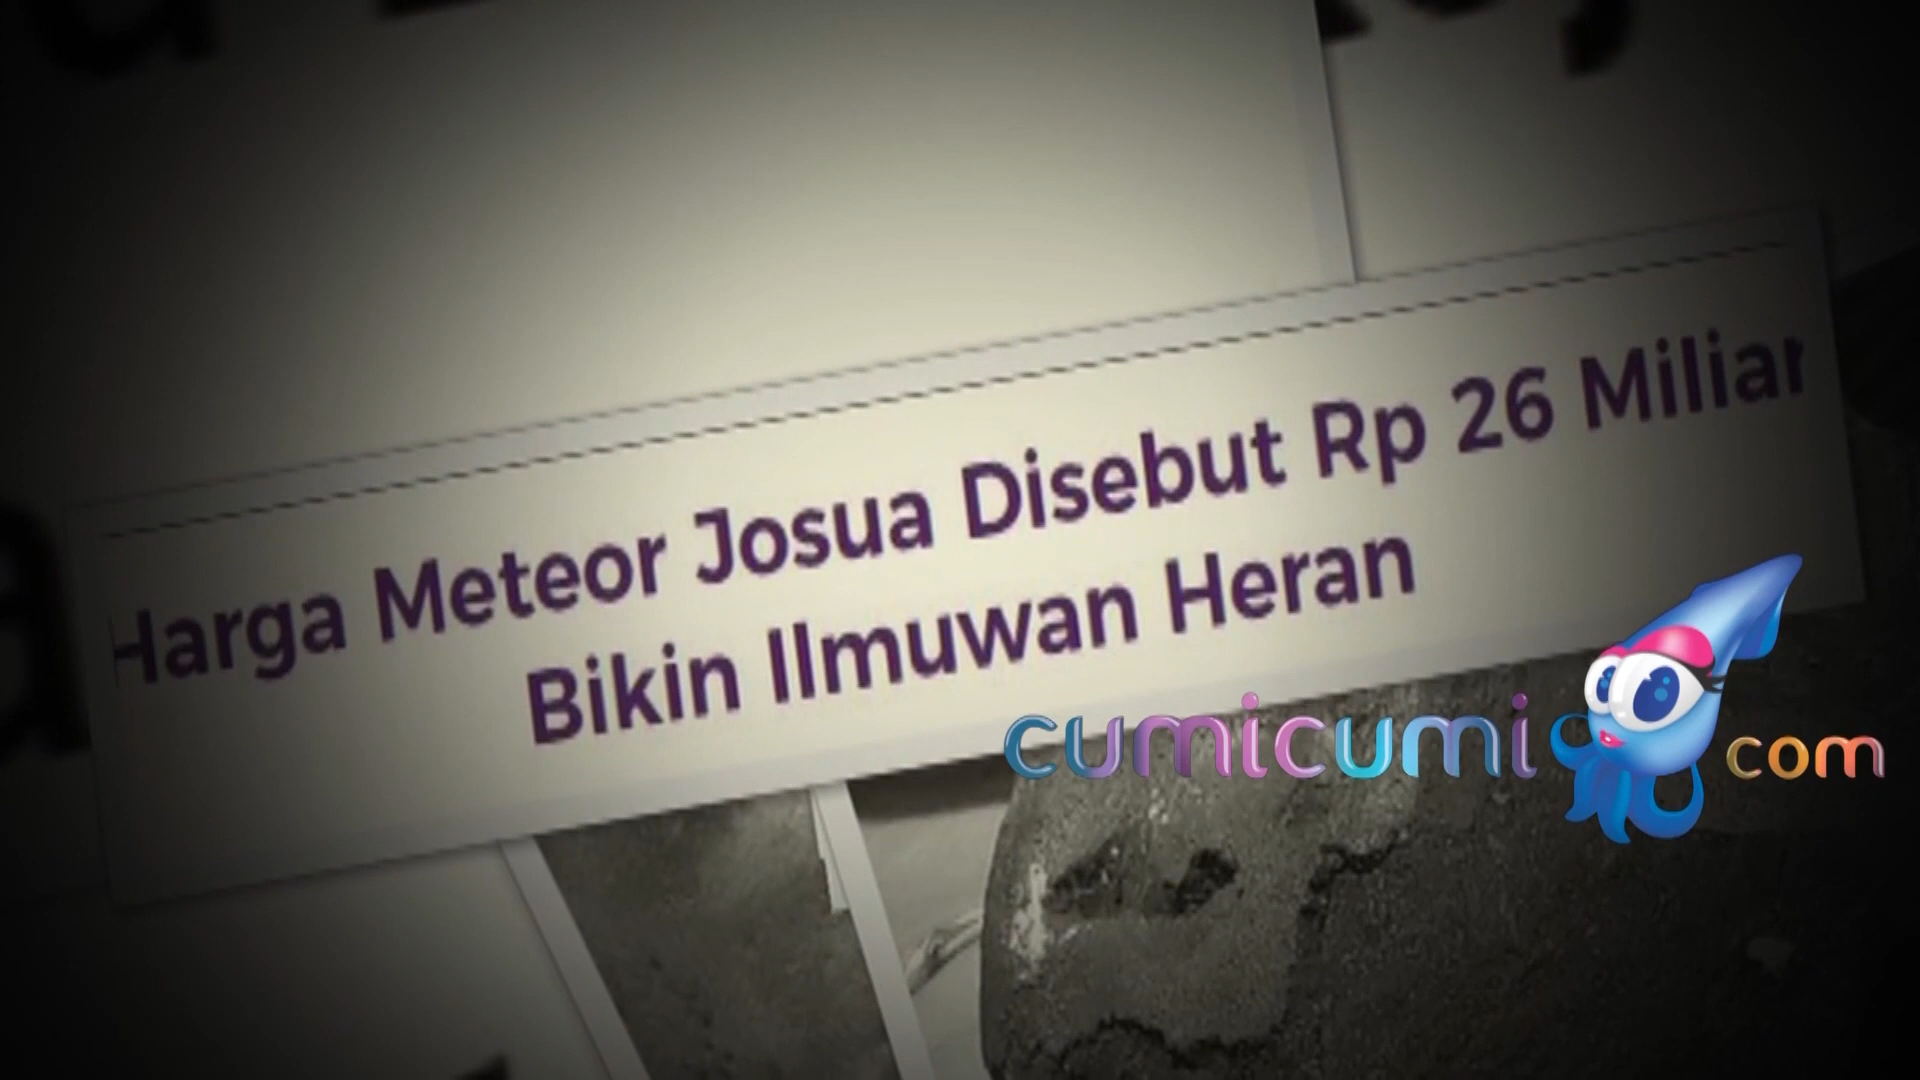 Harga Meteor Josua Disebut Rp 26 Miliar
Bikin Ilmuwan Heran
cumicumi com